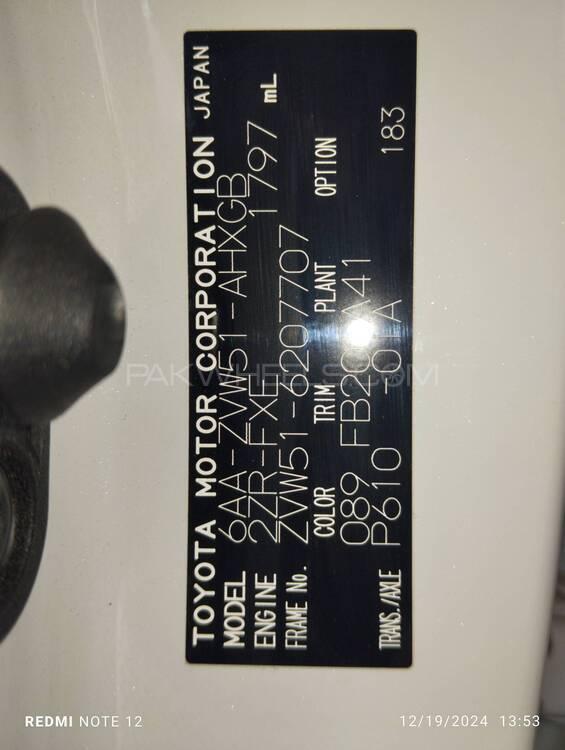 TOYOTA MOTOR CORPORATION JAPAN
MODEL 6AA-ZVW51-AHXGB
ENGINE 2ZR-FXE 1797 mL
FRAME No. ZVW51-6207707
COLOR TRIM PLANT OPTION
089 FB20 A41
TRANS./AXLE P610 -01A 183
PAKWHEELS.COM
REDMI NOTE 12
12/19/2024 13:53